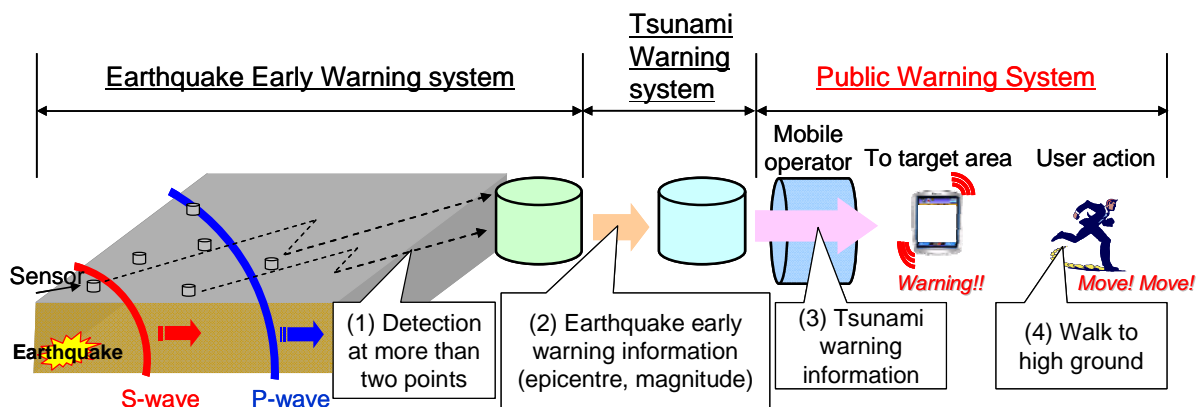 Earthquake Early Warning system
Tsunami
Warning
system
Public Warning System
Mobile
operator
To target area
User action
Sensor
Earthquake
S-wave
P-wave
Warning!!
Move! Move!
(1) Detection
at more than
two points
(2) Earthquake early
warning information
(epicentre, magnitude)
(3) Tsunami
warning
information
(4) Walk to
high ground